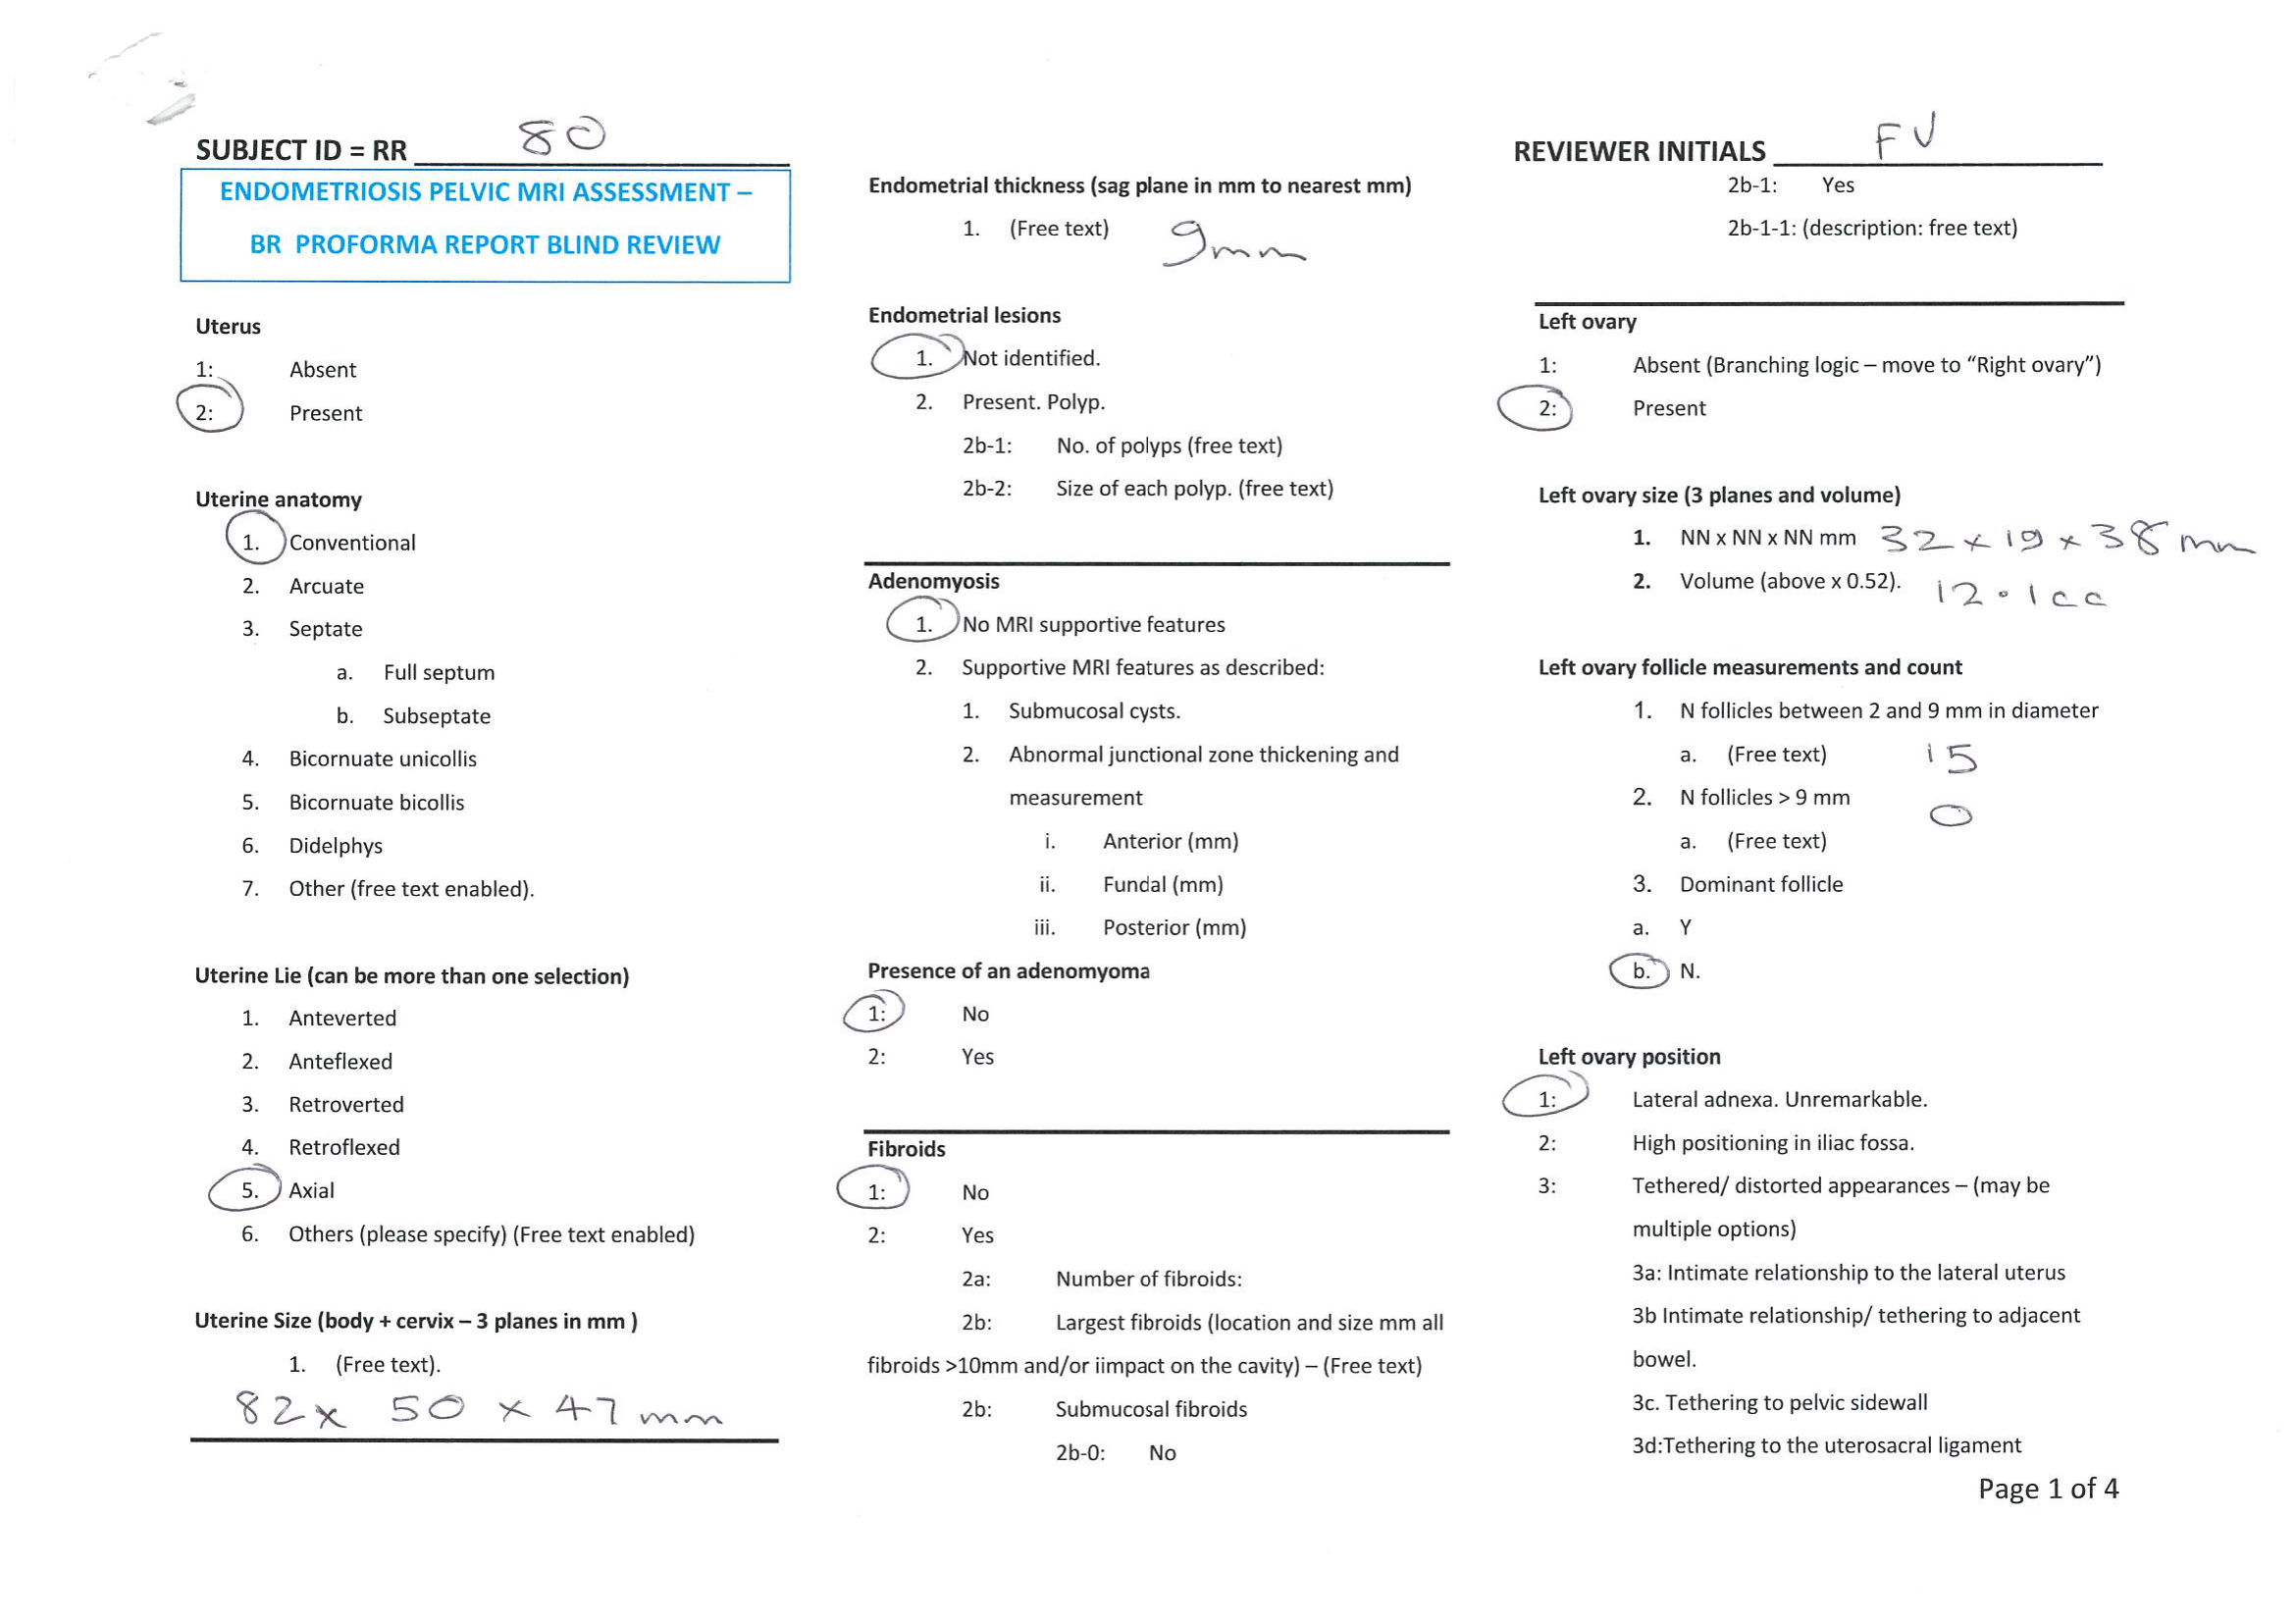 SUBJECT ID = RR 80
ENDOMETRIOSIS PELVIC MRI ASSESSMENT –
BR PROFORMA REPORT BLIND REVIEW
Uterus
1: Absent
2: Present
Uterine anatomy
1. Conventional
2. Arcuate
3. Septate
a. Full septum
b. Subseptate
4. Bicornuate unicollis
5. Bicornuate bicollis
6. Didelphys
7. Other (free text enabled).
Uterine Lie (can be more than one selection)
1. Anteverted
2. Anteflexed
3. Retroverted
4. Retroflexed
5. Axial
6. Others (please specify) (Free text enabled)
Uterine Size (body + cervix – 3 planes in mm )
1. (Free text).
82 x 50 x 47 mm
Endometrial thickness (sag plane in mm to nearest mm)
1. (Free text) 9mm
Endometrial lesions
1. Not identified.
2. Present. Polyp.
2b-1: No. of polyps (free text)
2b-2: Size of each polyp. (free text)
Adenomyosis
1. No MRI supportive features
2. Supportive MRI features as described:
1. Submucosal cysts.
2. Abnormal junctional zone thickening and
measurement
i. Anterior (mm)
ii. Fundal (mm)
iii. Posterior (mm)
Presence of an adenomyoma
1: No
2: Yes
Fibroids
1: No
2: Yes
2a: Number of fibroids:
2b: Largest fibroids (location and size mm all
fibroids >10mm and/or iimpact on the cavity) – (Free text)
2b: Submucosal fibroids
2b-0: No
REVIEWER INITIALS FV
2b-1: Yes
2b-1-1: (description: free text)
Left ovary
1: Absent (Branching logic – move to “Right ovary”)
2: Present
Left ovary size (3 planes and volume)
1. NN x NN x NN mm 32 x 19 x 38 mm
2. Volume (above x 0.52). 12.1cc
Left ovary follicle measurements and count
1. N follicles between 2 and 9 mm in diameter
a. (Free text) 15
2. N follicles > 9 mm 0
a. (Free text)
3. Dominant follicle
a. Y
b. N.
Left ovary position
1: Lateral adnexa. Unremarkable.
2: High positioning in iliac fossa.
3: Tethered/ distorted appearances – (may be
multiple options)
3a: Intimate relationship to the lateral uterus
3b Intimate relationship/ tethering to adjacent
bowel.
3c. Tethering to pelvic sidewall
3d:Tethering to the uterosacral ligament
Page 1 of 4